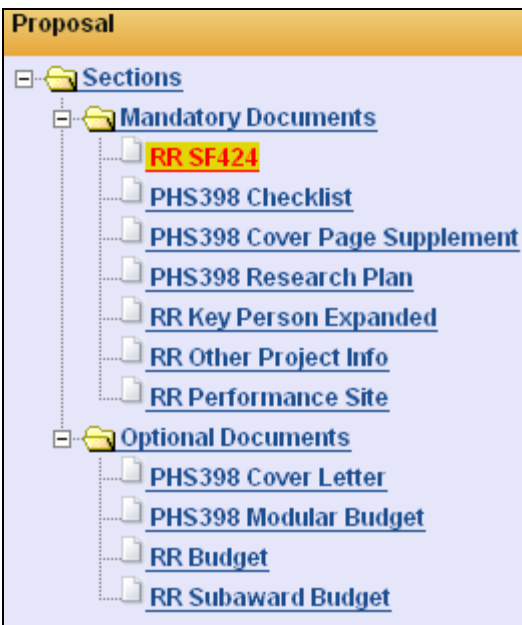 Proposal
Sections
Mandatory Documents
RR SF424
PHS398 Checklist
PHS398 Cover Page Supplement
PHS398 Research Plan
RR Key Person Expanded
RR Other Project Info
RR Performance Site
Optional Documents
PHS398 Cover Letter
PHS398 Modular Budget
RR Budget
RR Subaward Budget